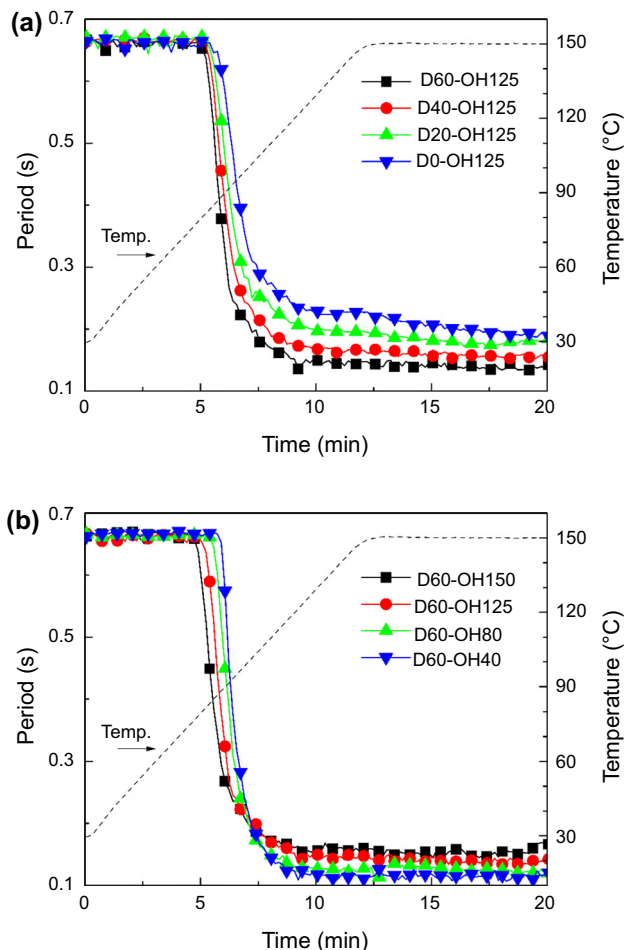 (a)
0.7
0.5
0.3
0.1
Period (s)
150
120
90
60
30
Temperature (°C)
D60-OH125
D40-OH125
D20-OH125
D0-OH125
Temp.
0
5
10
15
20
Time (min)
(b)
0.7
0.5
0.3
0.1
Period (s)
150
120
90
60
30
Temperature (°C)
D60-OH150
D60-OH125
D60-OH80
D60-OH40
Temp.
0
5
10
15
20
Time (min)